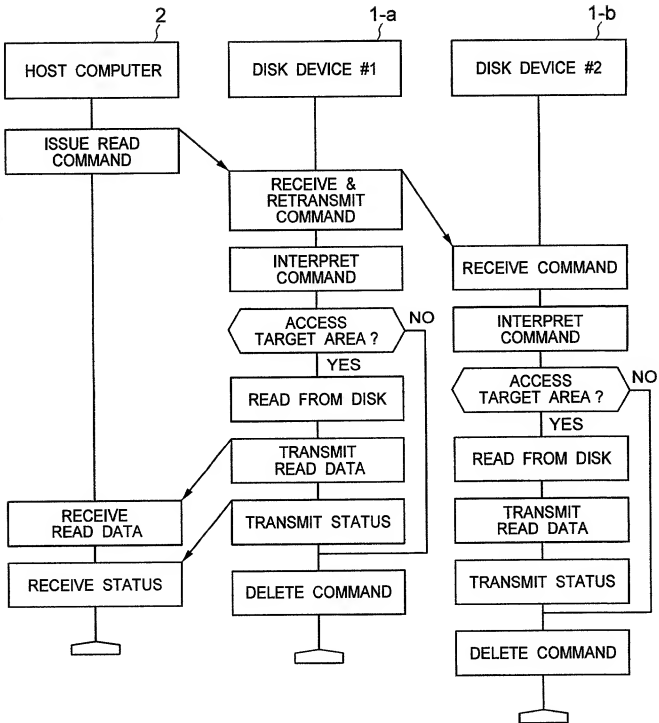 2
1-a
1-b
HOST COMPUTER
DISK DEVICE #1
DISK DEVICE #2
ISSUE READ
COMMAND
RECEIVE &
RETRANSMIT
COMMAND
RECEIVE COMMAND
INTERPRET
COMMAND
INTERPRET
COMMAND
ACCESS
TARGET AREA ?
NO
YES
ACCESS
TARGET AREA ?
NO
YES
READ FROM DISK
READ FROM DISK
TRANSMIT
READ DATA
TRANSMIT
READ DATA
RECEIVE
READ DATA
TRANSMIT STATUS
TRANSMIT STATUS
RECEIVE STATUS
DELETE COMMAND
DELETE COMMAND